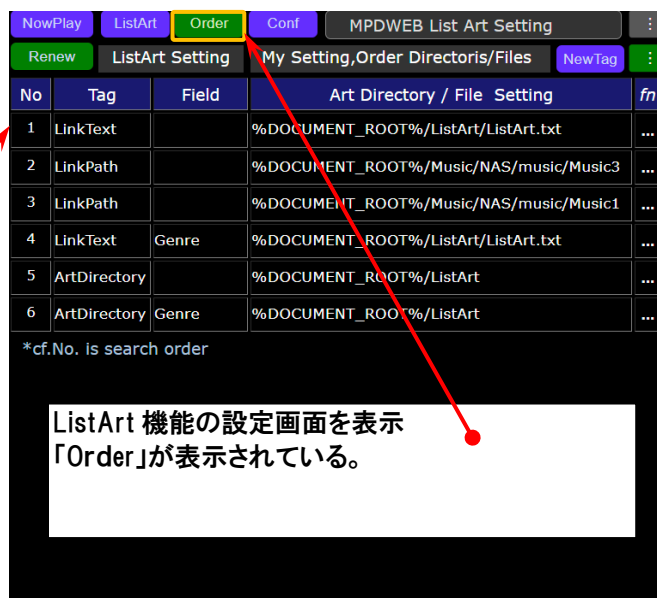 NowPlay ListArt Order Conf MPDWEB List Art Setting ⋮
Renew ListArt Setting My Setting,Order Directoris/Files NewTag ⋮
No Tag Field Art Directory / File Setting fn
1 LinkText %DOCUMENT_ROOT%/ListArt/ListArt.txt ...
2 LinkPath %DOCUMENT_ROOT%/Music/NAS/music/Music3 ...
3 LinkPath %DOCUMENT_ROOT%/Music/NAS/music/Music1 ...
4 LinkText Genre %DOCUMENT_ROOT%/ListArt/ListArt.txt ...
5 ArtDirectory %DOCUMENT_ROOT%/ListArt ...
6 ArtDirectory Genre %DOCUMENT_ROOT%/ListArt ...
*cf.No. is search order
ListArt 機能の設定画面を表示
「Order」が表示されている。